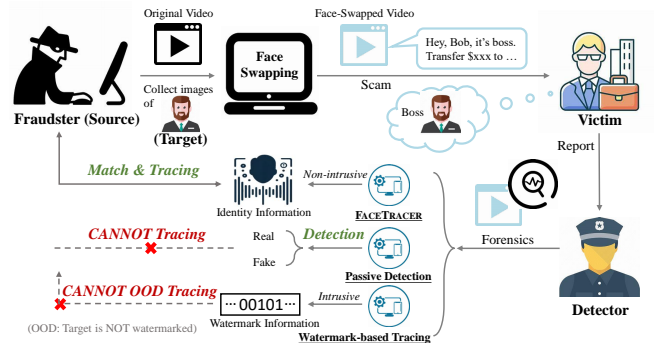 Original Video
Face-Swapped Video
Face
Swapping
Hey, Bob, it's boss.
Transfer $xxx to ...
Collect images
of
(Target)
Scam
Boss
Fraudster (Source)
Victim
Report
Match & Tracing
Identity Information
Non-intrusive
FACETRACER
CANNOT Tracing
Real
Fake
Detection
Passive Detection
Forensics
Detector
CANNOT OOD Tracing
···00101···
Watermark Information
Intrusive
Watermark-based Tracing
(OOD: Target is NOT watermarked)